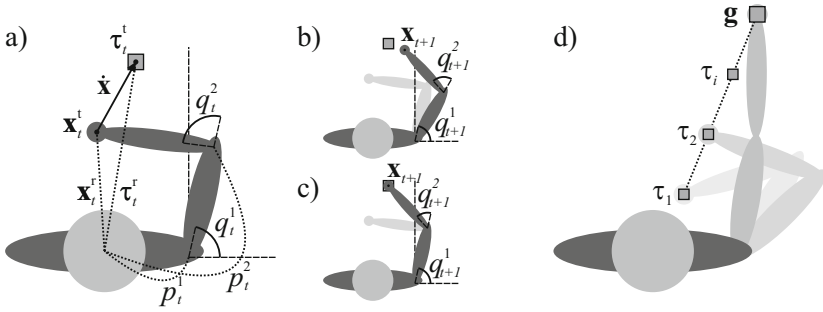 a)
τ_t^t
ẋ
q_t^2
x_t^t
x_t^r
τ_t^r
q_t^1
p_t^1
p_t^2
b)
x_{t+1}
q_{t+1}^2
q_{t+1}^1
c)
x_{t+1}
q_{t+1}^2
q_{t+1}^1
d)
g
τ_i
τ_2
τ_1